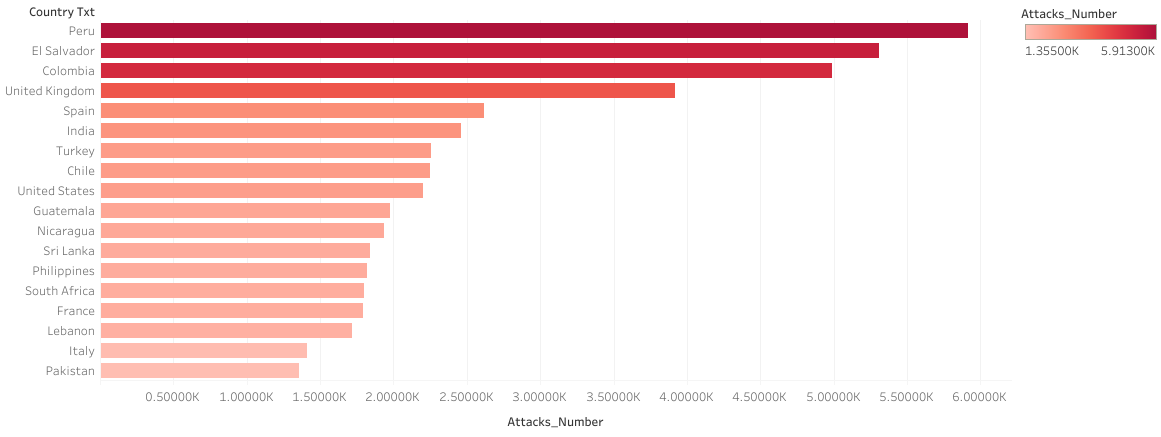 Country Txt
Peru
El Salvador
Colombia
United Kingdom
Spain
India
Turkey
Chile
United States
Guatemala
Nicaragua
Sri Lanka
Philippines
South Africa
France
Lebanon
Italy
Pakistan
0.50000K 1.00000K 1.50000K 2.00000K 2.50000K 3.00000K 3.50000K 4.00000K 4.50000K 5.00000K 5.50000K 6.00000K
Attacks_Number
Attacks_Number
1.35500K 5.91300K